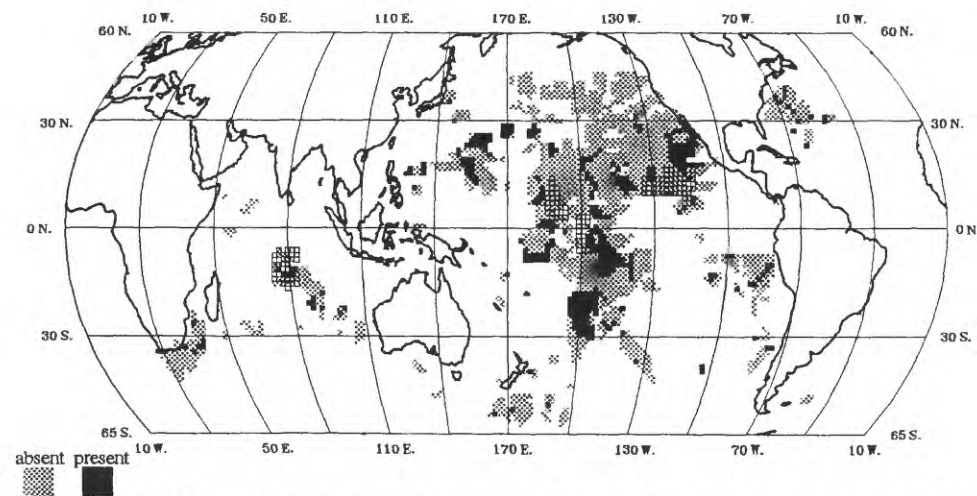 10 W. 50 E. 110 E. 170 E. 130 W. 70 W. 10 W.
60 N. 60 N.
30 N. 30 N.
0 N. 0 N
30 S. 30 S.
65 S. 65 S.
10 W. 50 E. 110 E. 170 E. 130 W. 70 W. 10 W.
absent present